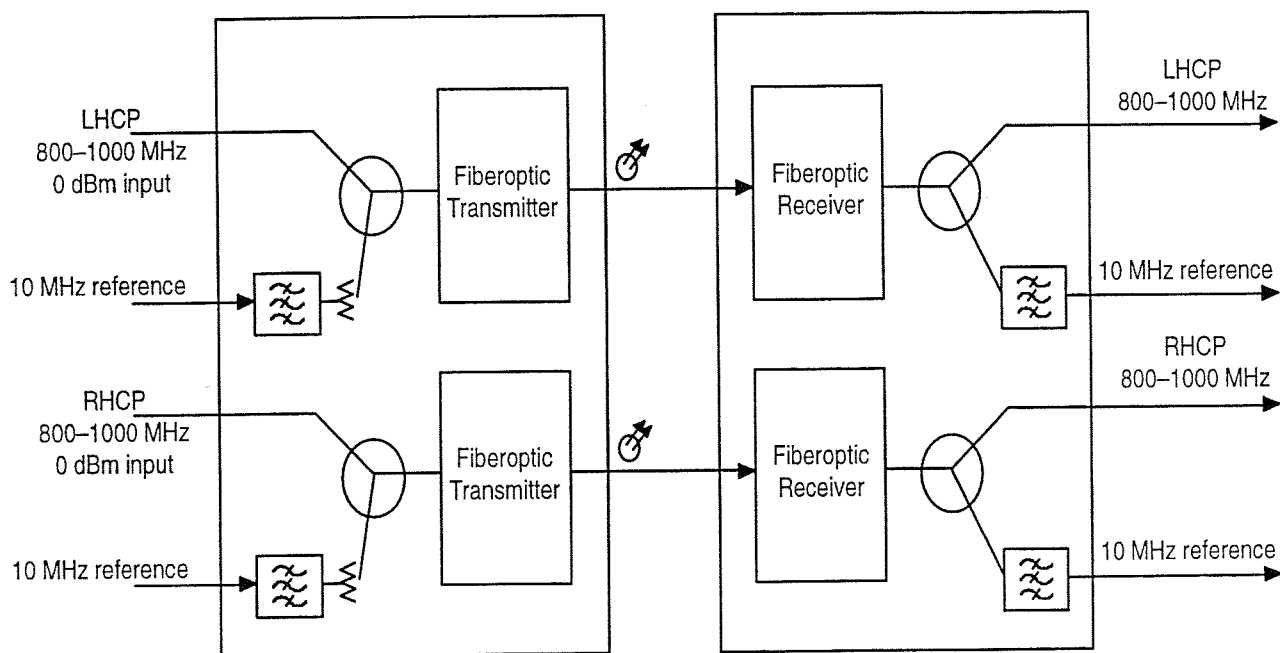 LHCP
800–1000 MHz
0 dBm input
10 MHz reference
Fiberoptic
Transmitter
Fiberoptic
Receiver
LHCP
800–1000 MHz
10 MHz reference
RHCP
800–1000 MHz
0 dBm input
10 MHz reference
Fiberoptic
Transmitter
Fiberoptic
Receiver
RHCP
800–1000 MHz
10 MHz reference